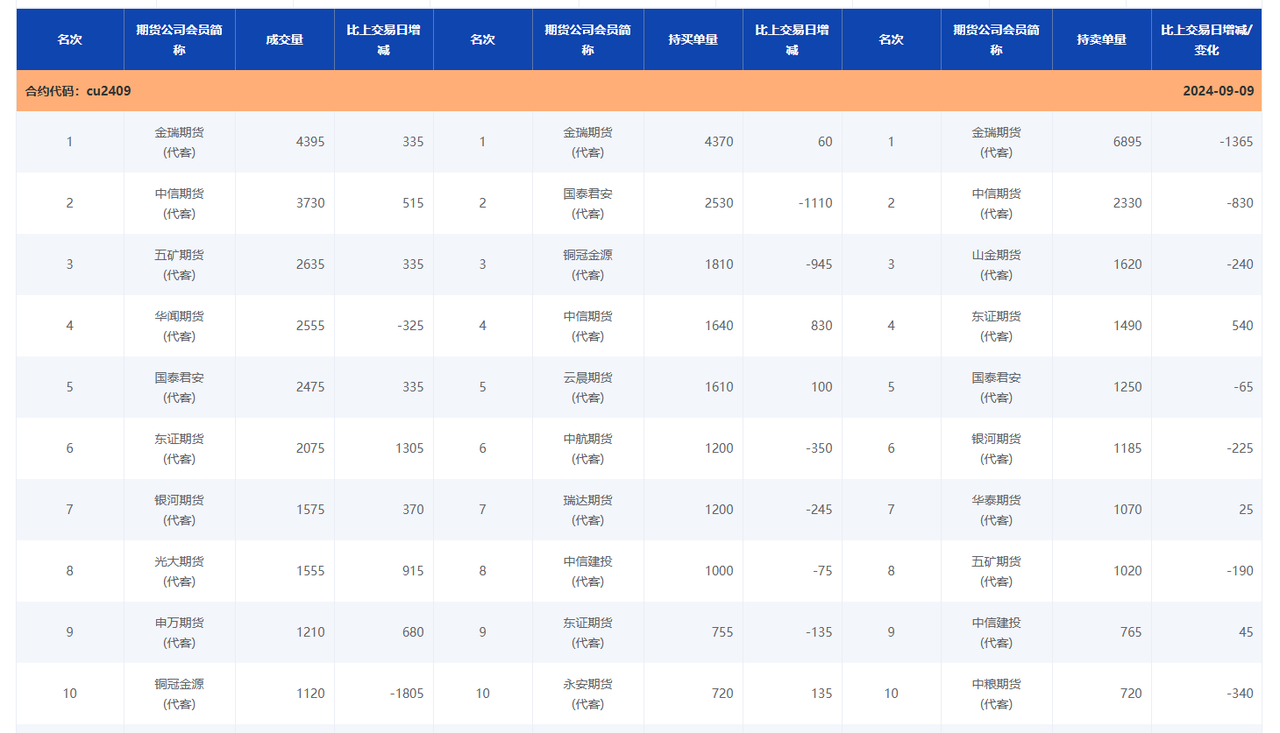 名次 期货公司会员简称 成交量 比上交易日增减 名次 期货公司会员简称 持买单量 比上交易日增减 名次 期货公司会员简称 持卖单量 比上交易日增减/变化
合约代码：cu2409 2024-09-09
1 金瑞期货(代客) 4395 335 1 金瑞期货(代客) 4370 60 1 金瑞期货(代客) 6895 -1365
2 中信期货(代客) 3730 515 2 国泰君安(代客) 2530 -1110 2 中信期货(代客) 2330 -830
3 五矿期货(代客) 2635 335 3 铜冠金源(代客) 1810 -945 3 山金期货(代客) 1620 -240
4 华闻期货(代客) 2555 -325 4 中信期货(代客) 1640 830 4 东证期货(代客) 1490 540
5 国泰君安(代客) 2475 335 5 云晨期货(代客) 1610 100 5 国泰君安(代客) 1250 -65
6 东证期货(代客) 2075 1305 6 中航期货(代客) 1200 -350 6 银河期货(代客) 1185 -225
7 银河期货(代客) 1575 370 7 瑞达期货(代客) 1200 -245 7 华泰期货(代客) 1070 25
8 光大期货(代客) 1555 915 8 中信建投(代客) 1000 -75 8 五矿期货(代客) 1020 -190
9 申万期货(代客) 1210 680 9 东证期货(代客) 755 -135 9 中信建投(代客) 765 45
10 铜冠金源(代客) 1120 -1805 10 永安期货(代客) 720 135 10 中粮期货(代客) 720 -340